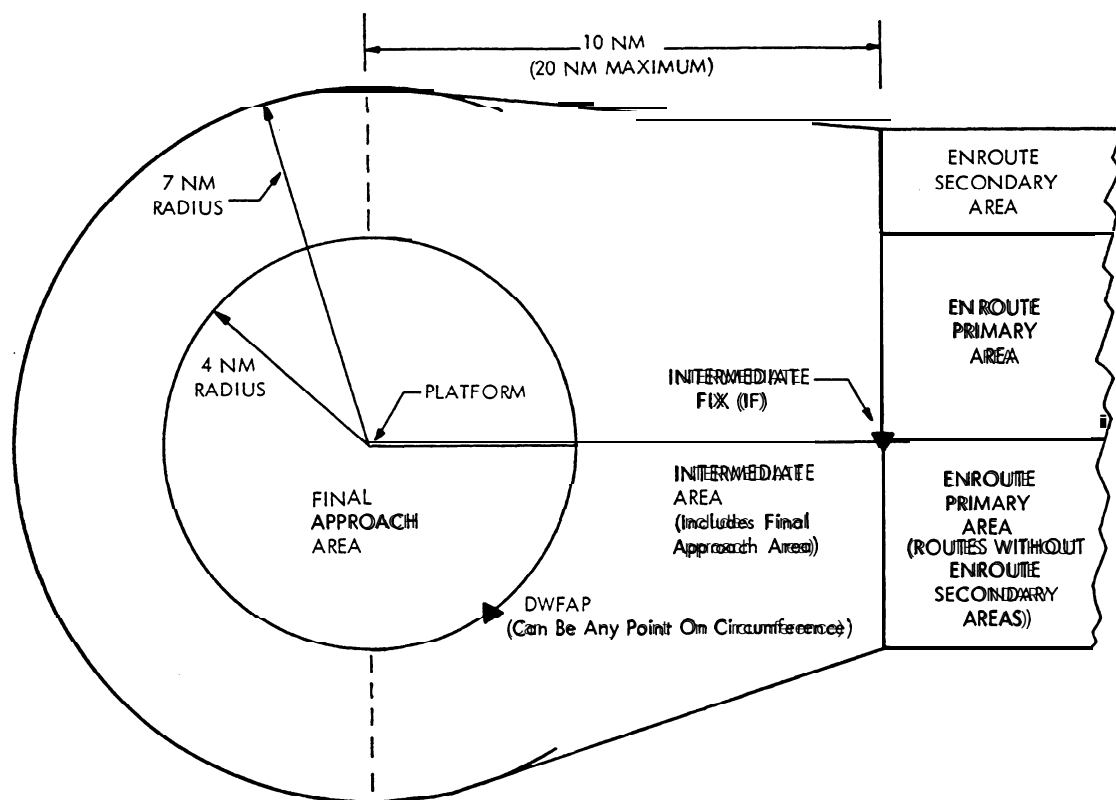 10 NM
(20 NM MAXIMUM)
7 NM
RADIUS
ENROUTE
SECONDARY
AREA
EN ROUTE
PRIMARY
AREA
4 NM
RADIUS
PLATFORM
INTERMEDIATE
FIX (IF)
FINAL
APPROACH
AREA
INTERMEDIATE
AREA
(Includes Final
Approach Area)
ENROUTE
PRIMARY
AREA
(ROUTES WITHOUT
ENROUTE
SECONDARY
AREAS)
DWFAP
(Can Be Any Point On Circumference)